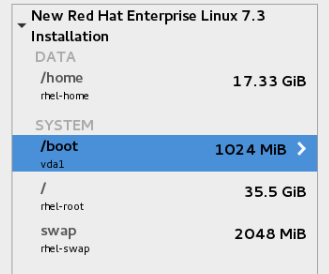 New Red Hat Enterprise Linux 7.3
Installation
DATA
/home 17.33 GiB
rhel-home
SYSTEM
/boot 1024 MiB
vda1
/ 35.5 GiB
rhel-root
swap 2048 MiB
rhel-swap